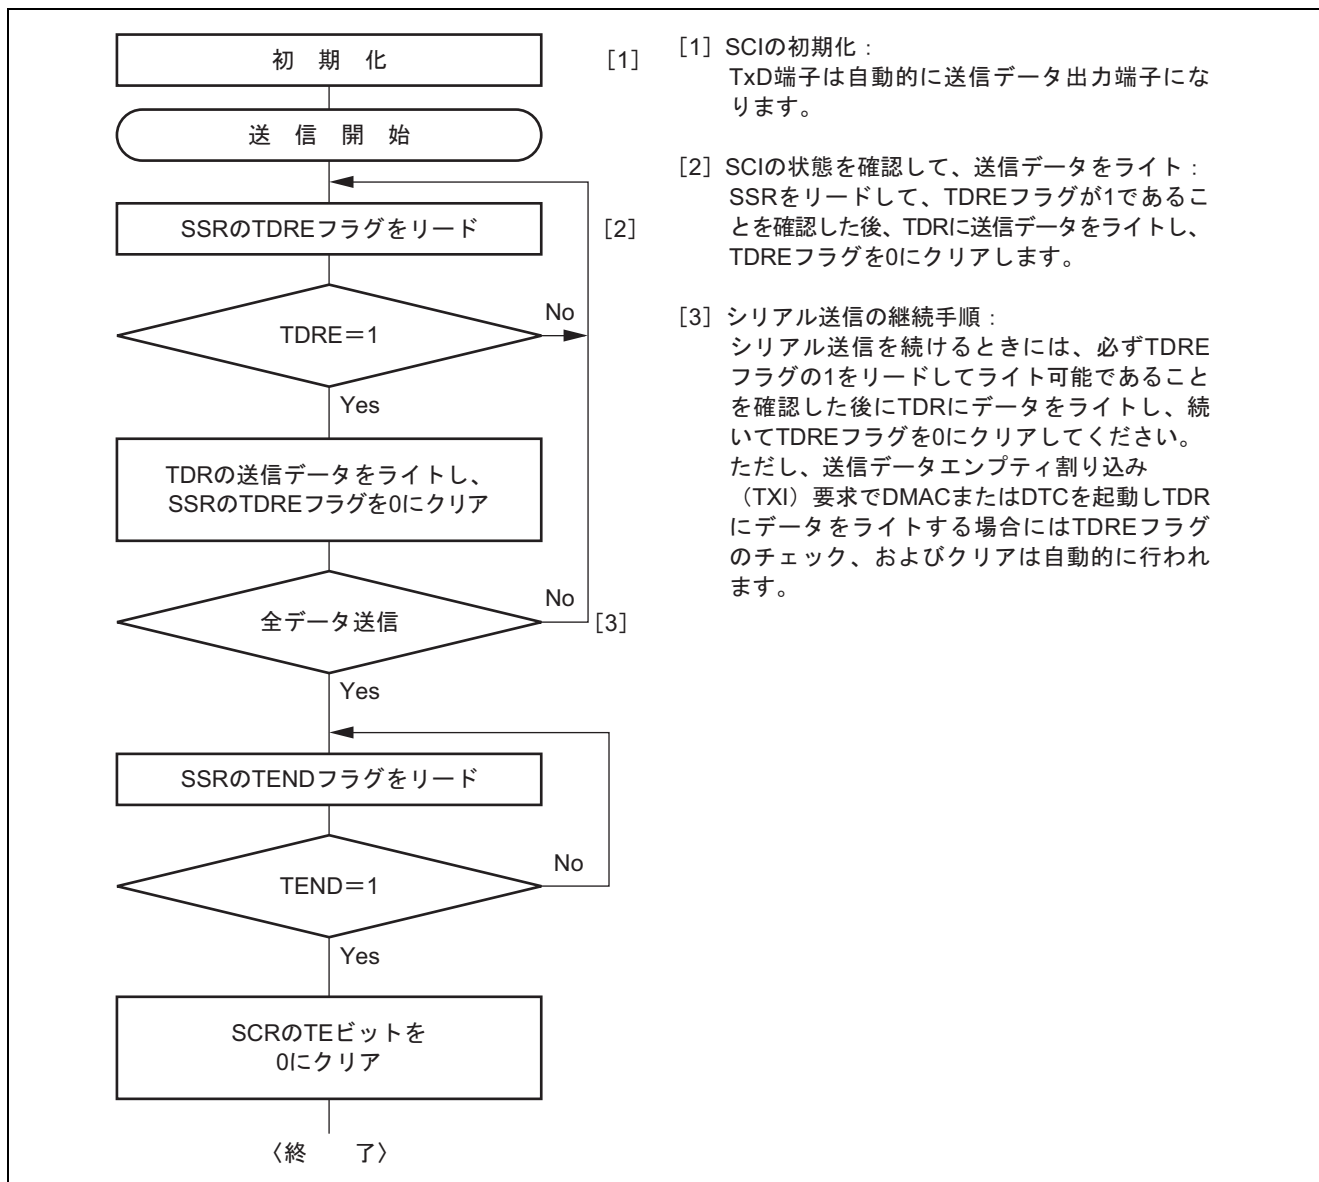 初 期 化
[1]
送 信 開 始
SSRのTDREフラグをリード
[2]
TDRE=1
No
Yes
TDRの送信データをライトし、
SSRのTDREフラグを0にクリア
全データ送信
No
[3]
Yes
SSRのTENDフラグをリード
TEND=1
No
Yes
SCRのTEビットを
0にクリア
〈終 了〉
[1] SCIの初期化：
TxD端子は自動的に送信データ出力端子にな
ります。
[2] SCIの状態を確認して、送信データをライト：
SSRをリードして、TDREフラグが1であるこ
とを確認した後、TDRに送信データをライトし、
TDREフラグを0にクリアします。
[3] シリアル送信の継続手順：
シリアル送信を続けるときには、必ずTDRE
フラグの1をリードしてライト可能であること
を確認した後にTDRにデータをライトし、続
いてTDREフラグを0にクリアしてください。
ただし、送信データエンプティ割り込み
（TXI）要求でDMACまたはDTCを起動しTDR
にデータをライトする場合にはTDREフラグ
のチェック、およびクリアは自動的に行われ
ます。